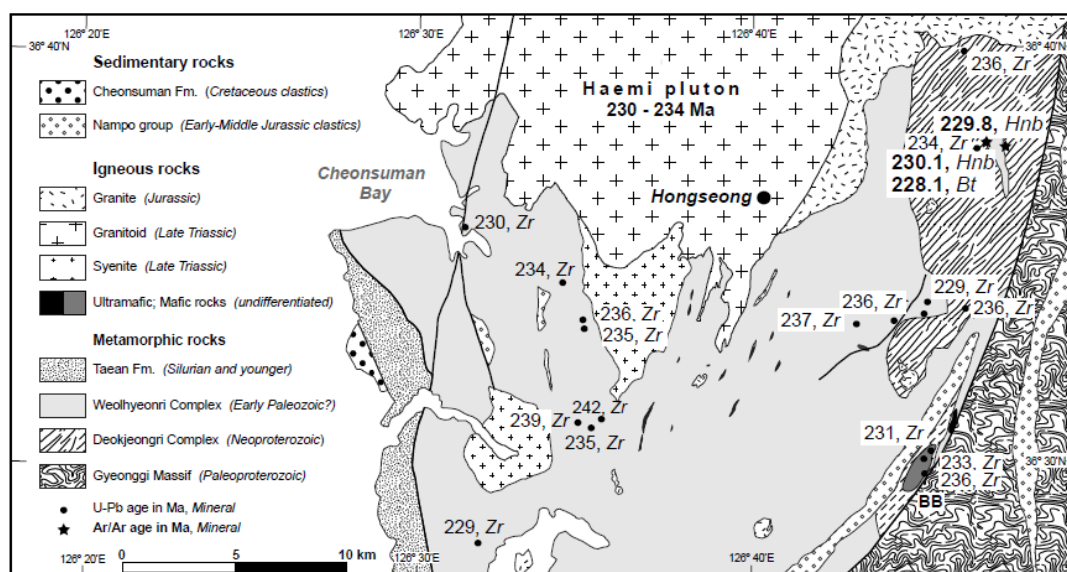 126° 20'E
126° 30'E
126° 40'E
36° 40'N
36° 40'N
Sedimentary rocks
Cheonsuman Fm. (Cretaceous clastics)
Nampo group (Early-Middle Jurassic clastics)
Igneous rocks
Granite (Jurassic)
Granitoid (Late Triassic)
Syenite (Late Triassic)
Ultramafic; Mafic rocks (undifferentiated)
Metamorphic rocks
Taean Fm. (Silurian and younger)
Weolhyeonri Complex (Early Paleozoic?)
Deokjeongri Complex (Neoproterozoic)
Gyeonggi Massif (Paleoproterozoic)
U-Pb age in Ma, Mineral
Ar/Ar age in Ma, Mineral
0 5 10 km
Haemi pluton
230 - 234 Ma
Cheonsuman
Bay
Hongseong
236, Zr
229.8, Hnb
234, Zr
230.1, Hnb
228.1, Bt
230, Zr
234, Zr
236, Zr
235, Zr
229, Zr
236, Zr
236, Zr
237, Zr
242, Zr
239, Zr
235, Zr
231, Zr
233, Zr
236, Zr
BB
229, Zr
36° 30'N
126° 20'E
126° 30'E
126° 40'E